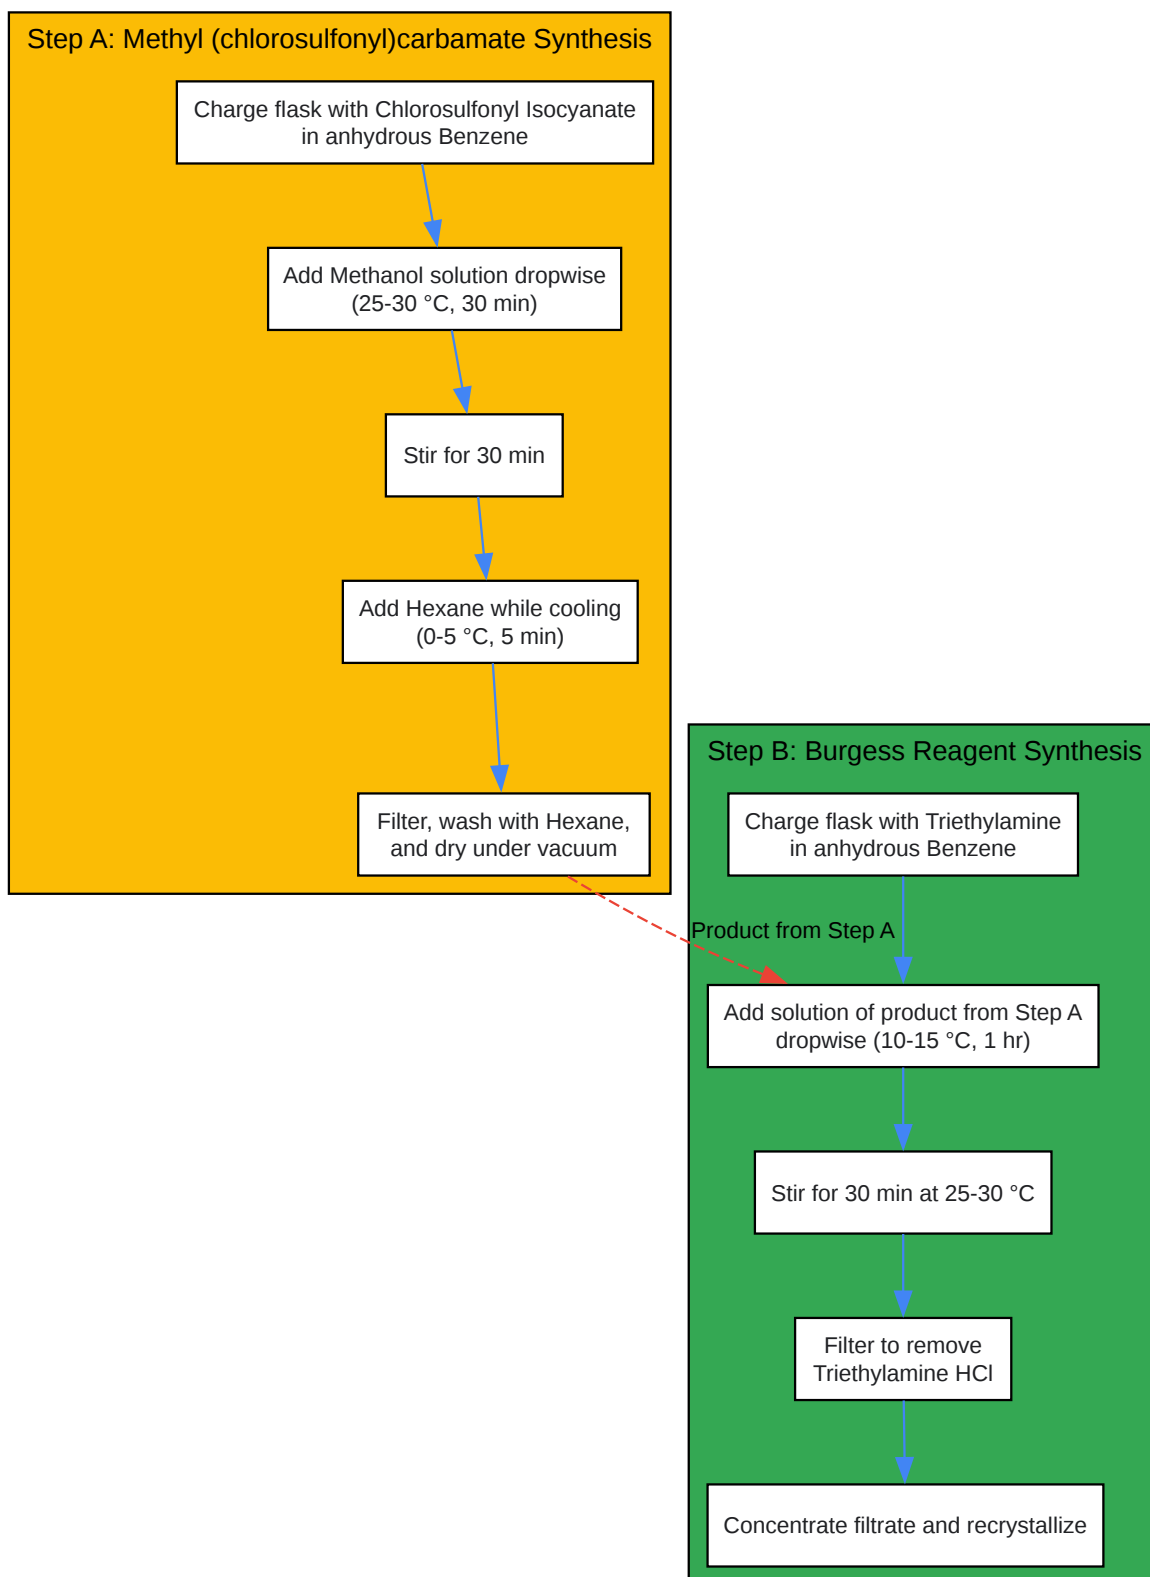 Step A: Methyl (chlorosulfonyl)carbamate Synthesis
Charge flask with Chlorosulfonyl Isocyanate
in anhydrous Benzene
Add Methanol solution dropwise
(25-30 °C, 30 min)
Stir for 30 min
Add Hexane while cooling
(0-5 °C, 5 min)
Filter, wash with Hexane,
and dry under vacuum
Step B: Burgess Reagent Synthesis
Charge flask with Triethylamine
in anhydrous Benzene
Product from Step A
Add solution of product from Step A
dropwise (10-15 °C, 1 hr)
Stir for 30 min at 25-30 °C
Filter to remove
Triethylamine HCl
Concentrate filtrate and recrystallize